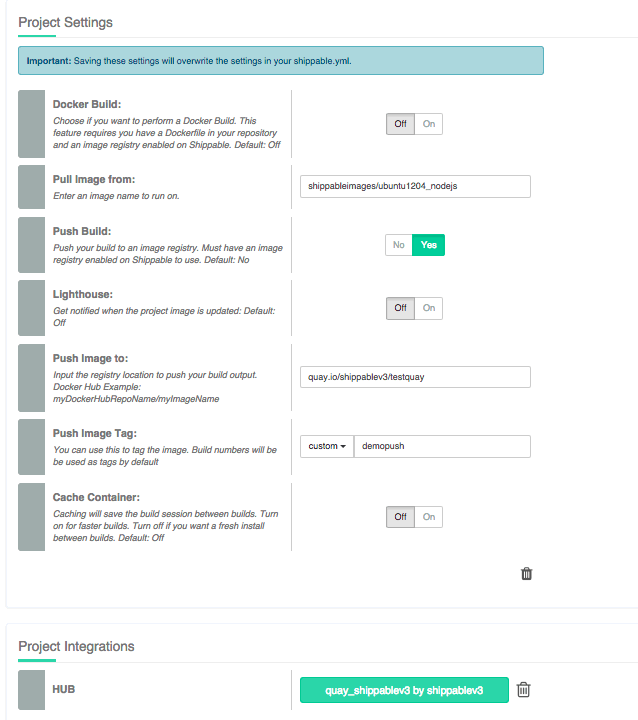 Project Settings
Important: Saving these settings will overwrite the settings in your shippable.yml.
Docker Build:
Choose if you want to perform a Docker Build. This
feature requires you have a Dockerfile in your repository
and an image registry enabled on Shippable. Default: Off
Off On
Pull Image from:
Enter an image name to run on.
shippableimages/ubuntu1204_nodejs
Push Build:
Push your build to an image registry. Must have an image
registry enabled on Shippable to use. Default: No
No Yes
Lighthouse:
Get notified when the project image is updated: Default:
Off
Off On
Push Image to:
Input the registry location to push your build output.
Docker Hub Example:
myDockerHubRepoName/myImageName
quay.io/shippablev3/testquay
Push Image Tag:
You can use this to tag the image. Build numbers will be
be used as tags by default
custom demopush
Cache Container:
Caching will save the build session between builds. Turn
on for faster builds. Turn off if you want a fresh install
between builds. Default: Off
Off On
Project Integrations
HUB
quay_shippablev3 by shippablev3